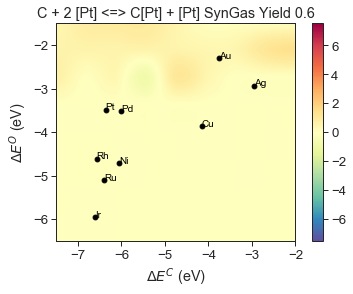 C + 2 [Pt] <=> C[Pt] + [Pt] SynGas Yield 0.6
−2
−3
−4
−5
−6
ΔE^O (eV)
Au
Ag
Pt
Pd
Cu
Rh
Ni
Ru
Ir
−7
−6
−5
−4
−3
−2
ΔE^C (eV)
6
4
2
0
−2
−4
−6